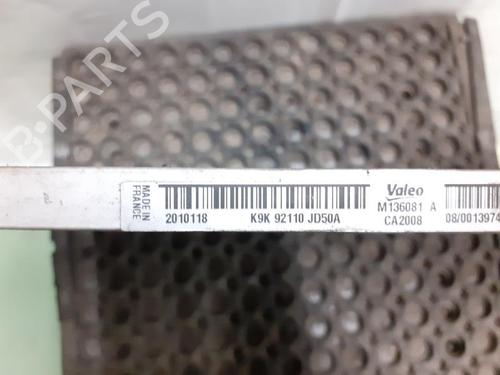 B-PARTS
MADE IN
FRANCE
2010118
K9K 92110 JD50A
Valeo
M136081 A
CA2008
08/0013974